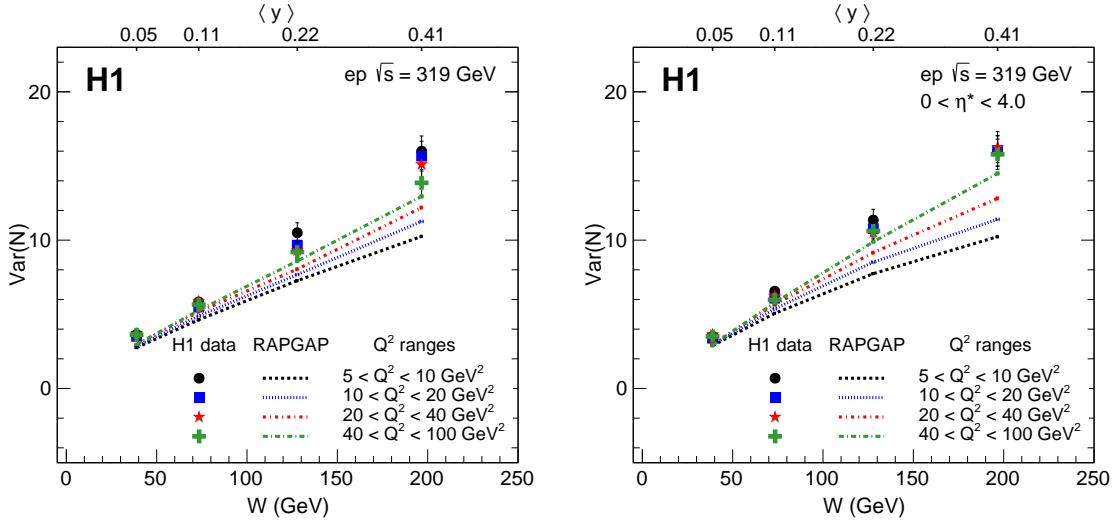 ⟨ y ⟩
0.05 0.11 0.22 0.41
H1
ep √s = 319 GeV
Var(N)
20
10
0
H1 data RAPGAP Q² ranges
5 < Q² < 10 GeV²
10 < Q² < 20 GeV²
20 < Q² < 40 GeV²
40 < Q² < 100 GeV²
0 50 100 150 200 250
W (GeV)
⟨ y ⟩
0.05 0.11 0.22 0.41
H1
ep √s = 319 GeV
0 < η* < 4.0
Var(N)
20
10
0
H1 data RAPGAP Q² ranges
5 < Q² < 10 GeV²
10 < Q² < 20 GeV²
20 < Q² < 40 GeV²
40 < Q² < 100 GeV²
0 50 100 150 200 250
W (GeV)